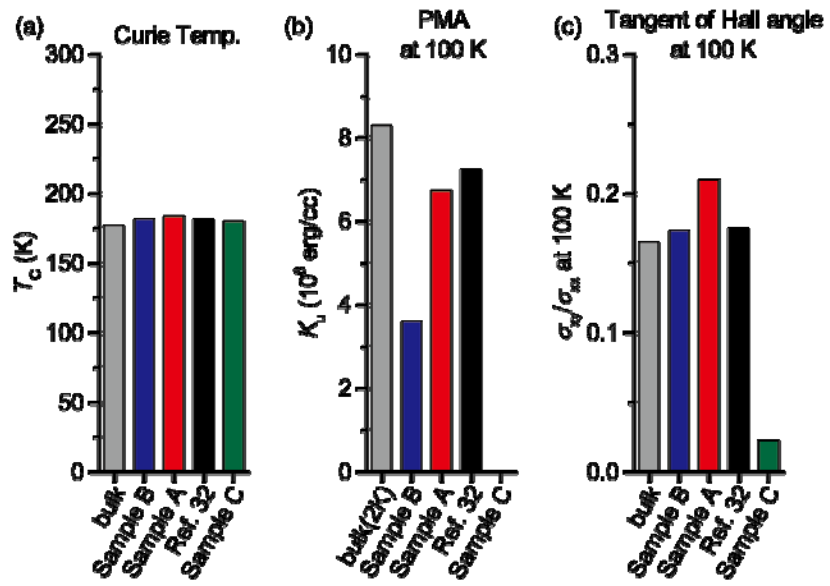 (a)
Curie Temp.
300
250
200
150
100
50
0
T_C (K)
bulk
Sample B
Sample A
Ref. 32
Sample C
(b)
PMA
at 100 K
10
8
6
4
2
0
K_u (10^6 erg/cc)
bulk(2K)
Sample B
Sample A
Ref. 32
Sample C
(c)
Tangent of Hall angle
at 100 K
0.3
0.2
0.1
0.0
σ_xy/σ_xx at 100 K
bulk
Sample B
Sample A
Ref. 32
Sample C